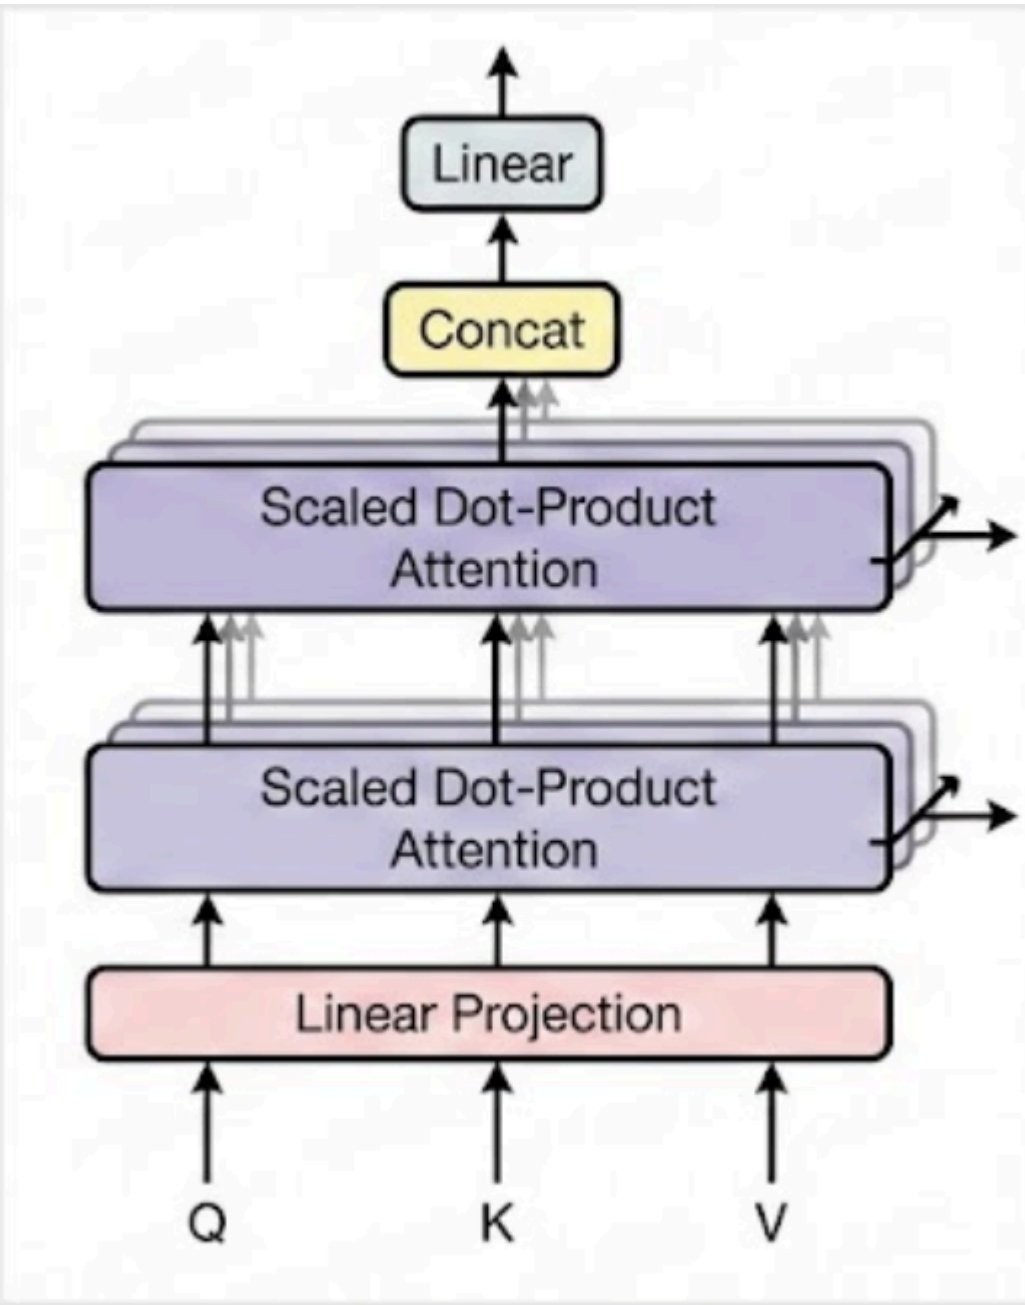 Linear
Concat
Scaled Dot-Product
Attention
Scaled Dot-Product
Attention
Linear Projection
Q K V